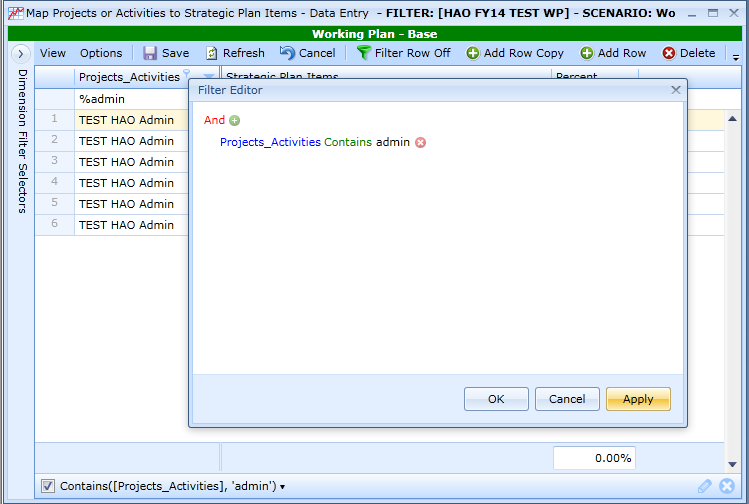 Map Projects or Activities to Strategic Plan Items - Data Entry - FILTER: [HAO FY14 TEST WP] - SCENARIO: Wo
Working Plan - Base
View Options Save Refresh Cancel Filter Row Off Add Row Copy Add Row Delete
Dimension Filter Selectors
Projects_Activities Strategic Plan Items Percent
%admin
1 TEST HAO Admin
2 TEST HAO Admin
3 TEST HAO Admin
4 TEST HAO Admin
5 TEST HAO Admin
6 TEST HAO Admin
Filter Editor
And
Projects_Activities Contains admin
OK Cancel Apply
0.00%
Contains([Projects_Activities], 'admin')